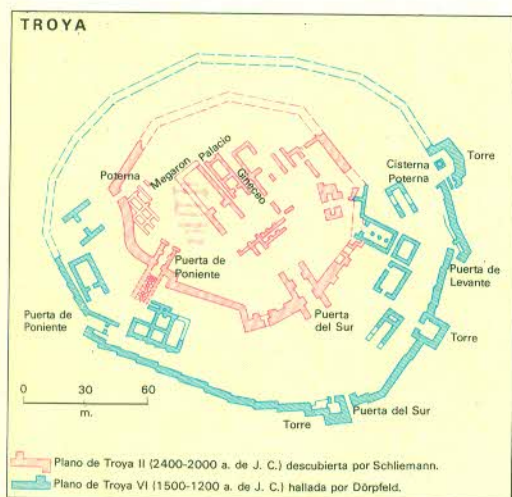 TROYA
Torre
Palacio
Megaron
Gineceo
Poterna
Cisterna
Poterna
Puerta de
Poniente
Puerta de
Levante
Puerta de
Poniente
Puerta
del Sur
Torre
0 30 60
m.
Torre
Puerta del Sur
Plano de Troya II (2400-2000 a. de J. C.) descubierta por Schliemann.
Plano de Troya VI (1500-1200 a. de J. C.) hallada por Dörpfeld.